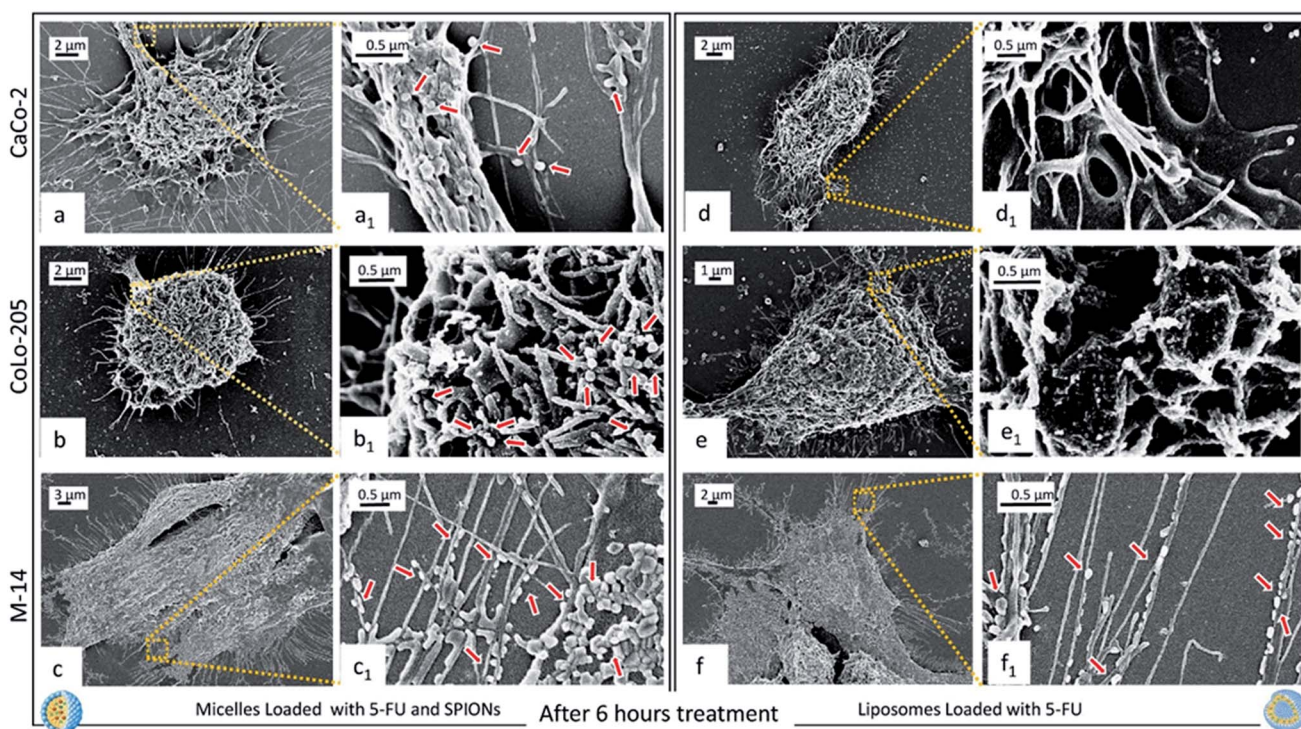 CaCo-2
2 µm
a
0.5 µm
a1
2 µm
d
0.5 µm
d1
CoLo-205
2 µm
b
0.5 µm
b1
1 µm
e
0.5 µm
e1
M-14
3 µm
c
0.5 µm
c1
2 µm
f
0.5 µm
f1
Micelles Loaded with 5-FU and SPIONs
After 6 hours treatment
Liposomes Loaded with 5-FU